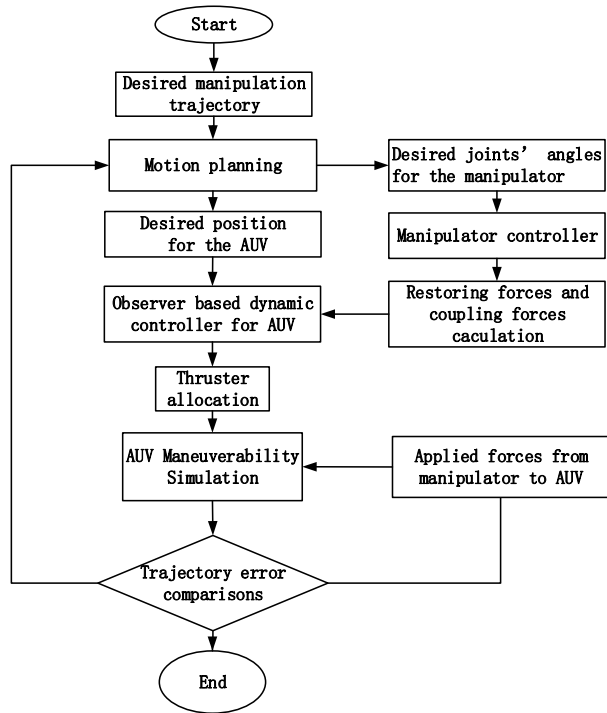 Start
Desired manipulation
trajectory
Motion planning
Desired joints' angles
for the manipulator
Desired position
for the AUV
Manipulator controller
Observer based dynamic
controller for AUV
Restoring forces and
coupling forces
caculation
Thruster
allocation
AUV Maneuverability
Simulation
Applied forces from
manipulator to AUV
Trajectory error
comparisons
End